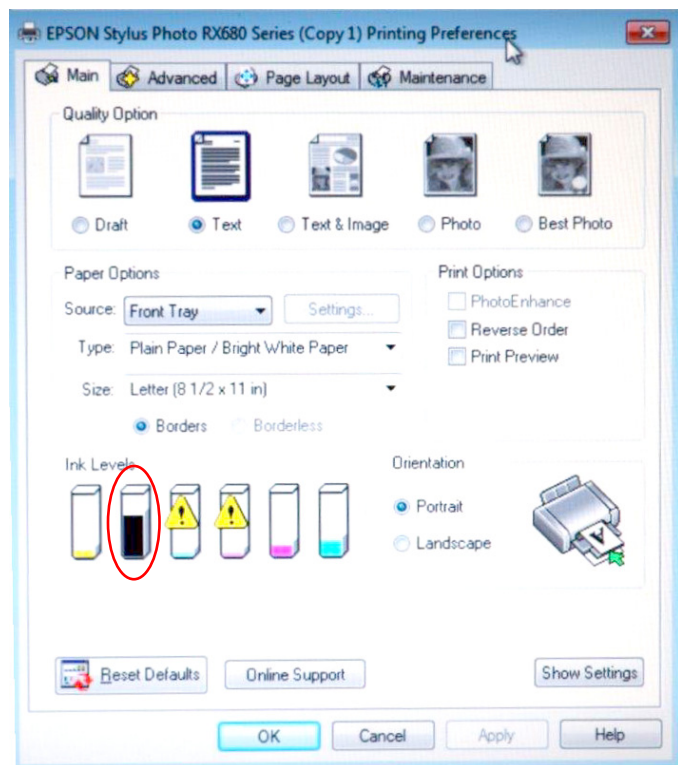 EPSON Stylus Photo RX680 Series (Copy 1) Printing Preferences
Main Advanced Page Layout Maintenance
Quality Option
Draft Text Text & Image Photo Best Photo
Paper Options
Source: Front Tray Settings...
Type: Plain Paper / Bright White Paper
Size: Letter (8 1/2 x 11 in)
Borders Borderless
Print Options
PhotoEnhance
Reverse Order
Print Preview
Ink Levels
Orientation
Portrait
Landscape
A
Reset Defaults Online Support Show Settings
OK Cancel Apply Help